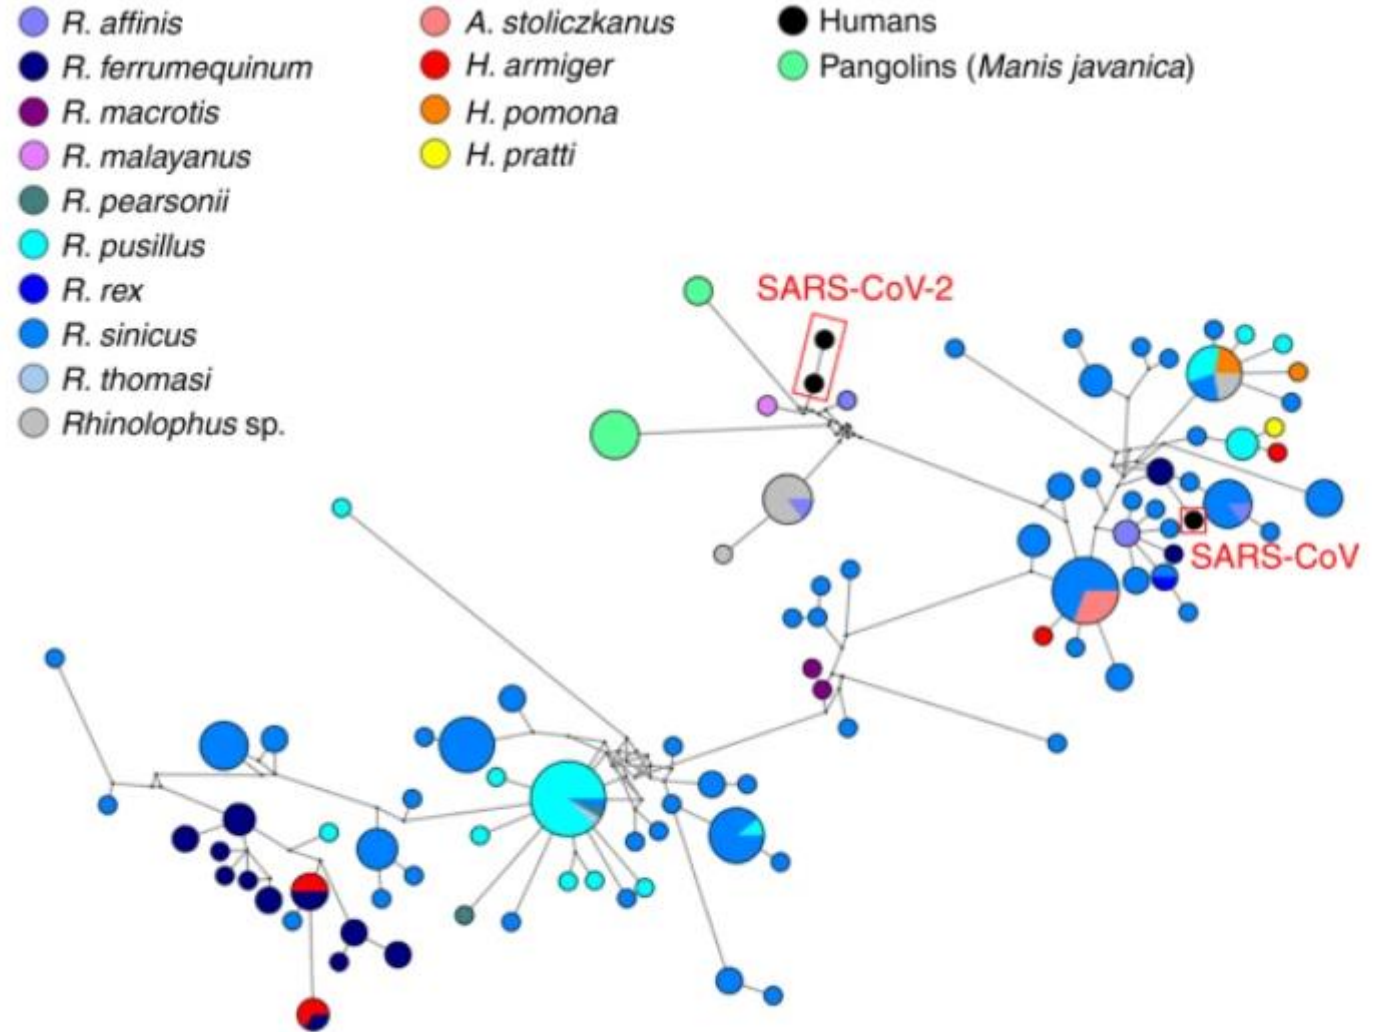 R. affinis
R. ferrumequinum
R. macrotis
R. malayanus
R. pearsonii
R. pusillus
R. rex
R. sinicus
R. thomasi
Rhinolophus sp.
A. stoliczkanus
H. armiger
H. pomona
H. pratti
Humans
Pangolins (Manis javanica)
SARS-CoV-2
SARS-CoV